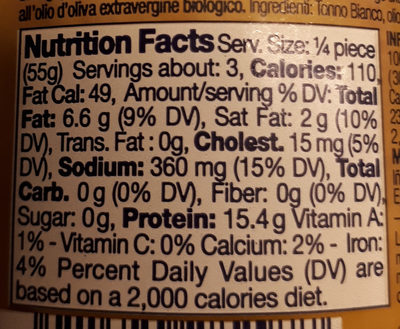 all'olio d'oliva extravergine biologico. Ingredienti: Tonno Bianco, olio
Nutrition Facts Serv. Size: ¼ piece
(55g) Servings about: 3, Calories: 110,
Fat Cal: 49, Amount/serving % DV: Total
Fat: 6.6 g (9% DV), Sat Fat: 2 g (10%
DV), Trans. Fat : 0g, Cholest. 15 mg (5%
DV), Sodium: 360 mg (15% DV), Total
Carb. 0g (0% DV), Fiber: 0g (0% DV),
Sugar: 0g, Protein: 15.4 g Vitamin A:
1% - Vitamin C: 0% Calcium: 2% - Iron:
4% Percent Daily Values (DV) are
based on a 2,000 calories diet.